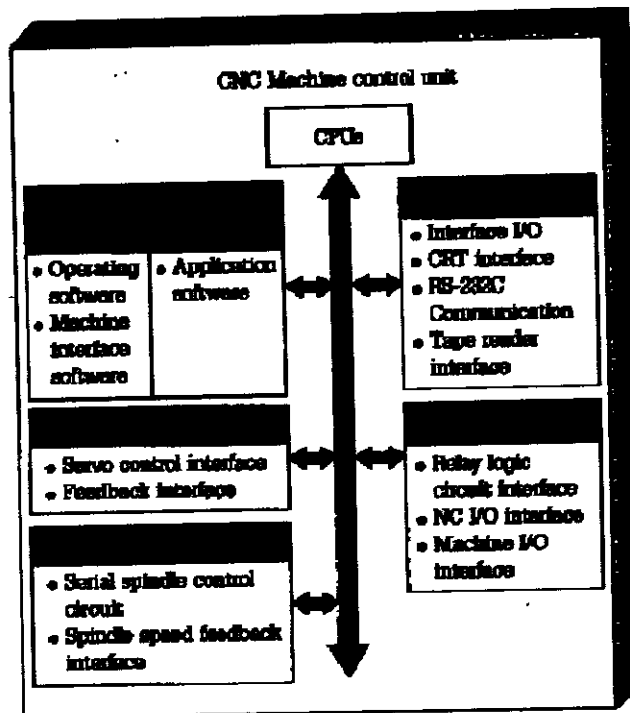 CNC Machine control unit
CPUs
• Operating
software
• Machine
interface
software
• Application
software
• Interface I/O
• CRT interface
• RS-232C
Communication
• Tape reader
interface
• Servo control interface
• Feedback interface
• Relay logic
circuit interface
• NC I/O interface
• Machine I/O
interface
• Serial spindle control
circuit
• Spindle speed feedback
interface